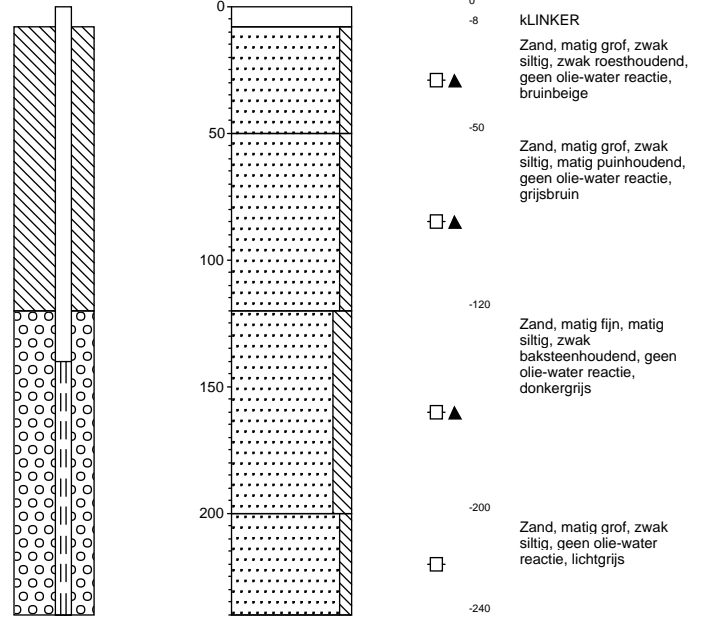 0
50
100
150
200
0
-8 kLINKER
Zand, matig grof, zwak
siltig, zwak roesthoudend,
geen olie-water reactie,
bruinbeige
-50
Zand, matig grof, zwak
siltig, matig puinhoudend,
geen olie-water reactie,
grijsbruin
-120
Zand, matig fijn, matig
siltig, zwak
baksteenhoudend, geen
olie-water reactie,
donkergrijs
-200
Zand, matig grof, zwak
siltig, geen olie-water
reactie, lichtgrijs
-240